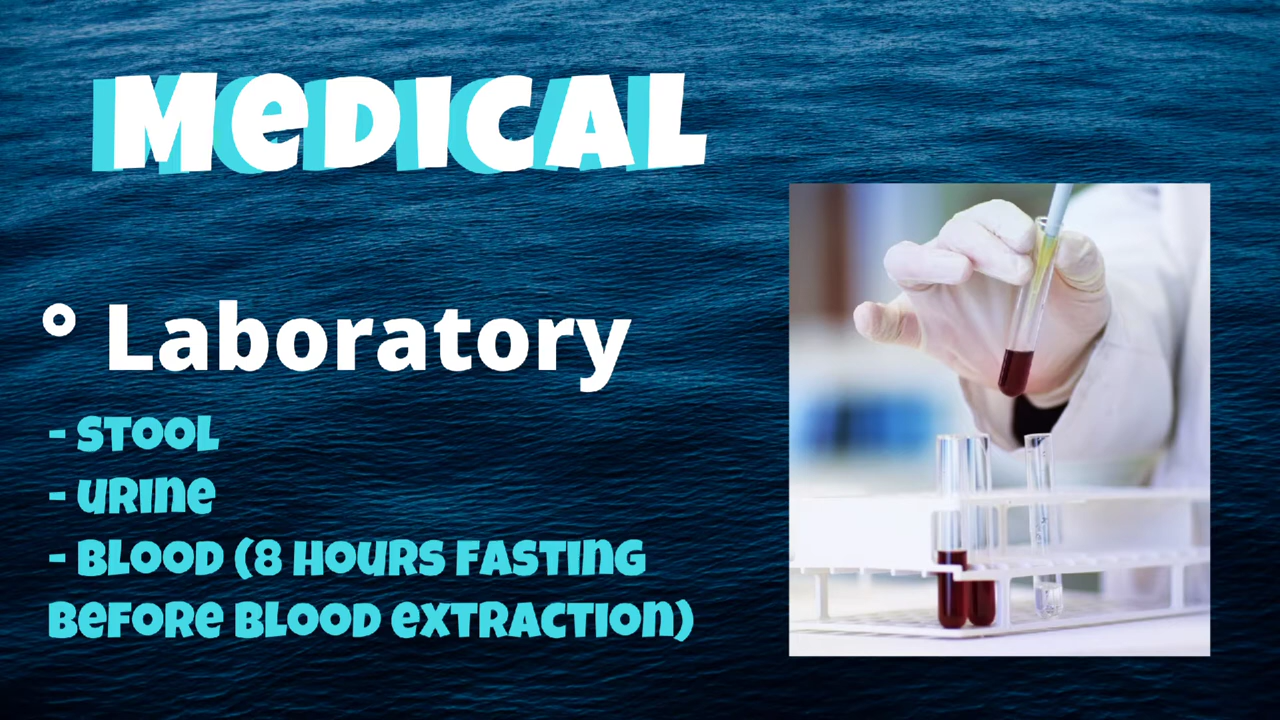 MEDICAL
° Laboratory
- STOOL
- URINE
- BLOOD (8 HOURS FASTING
BEFORE BLOOD EXTRACTION)